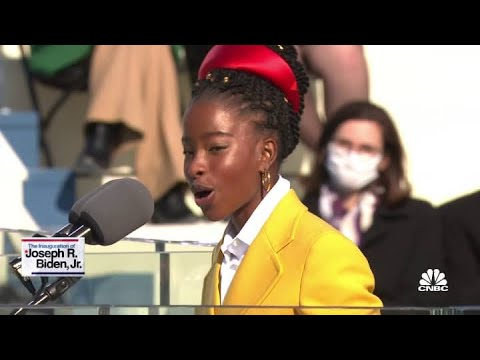 The Inauguration of
Joseph R.
Biden, Jr.
CNBC